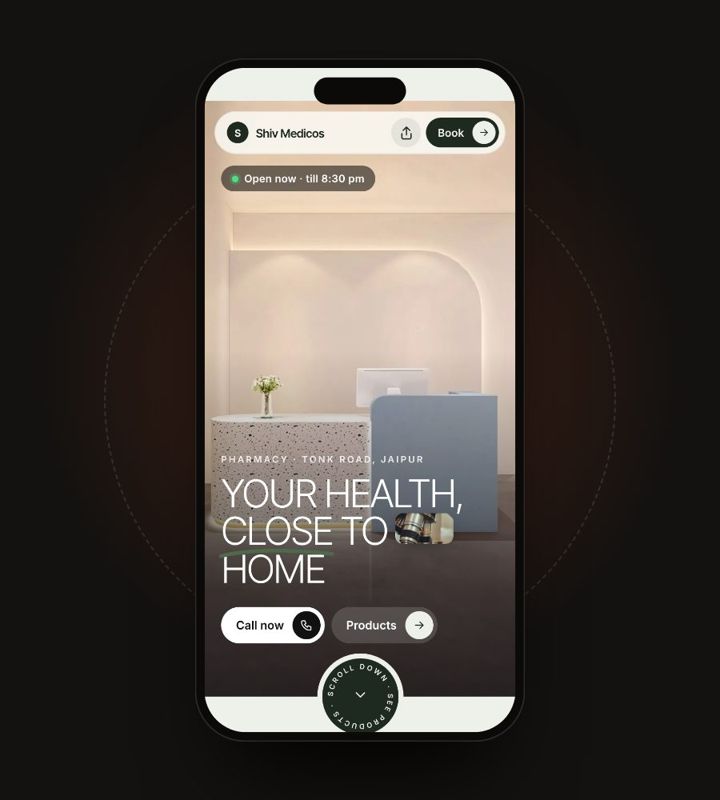 S Shiv Medicos
Book
Open now · till 8:30 pm
PHARMACY · TONK ROAD, JAIPUR
YOUR HEALTH,
CLOSE TO
HOME
Call now
Products
SCROLL DOWN · SEE PRODUCTS ·